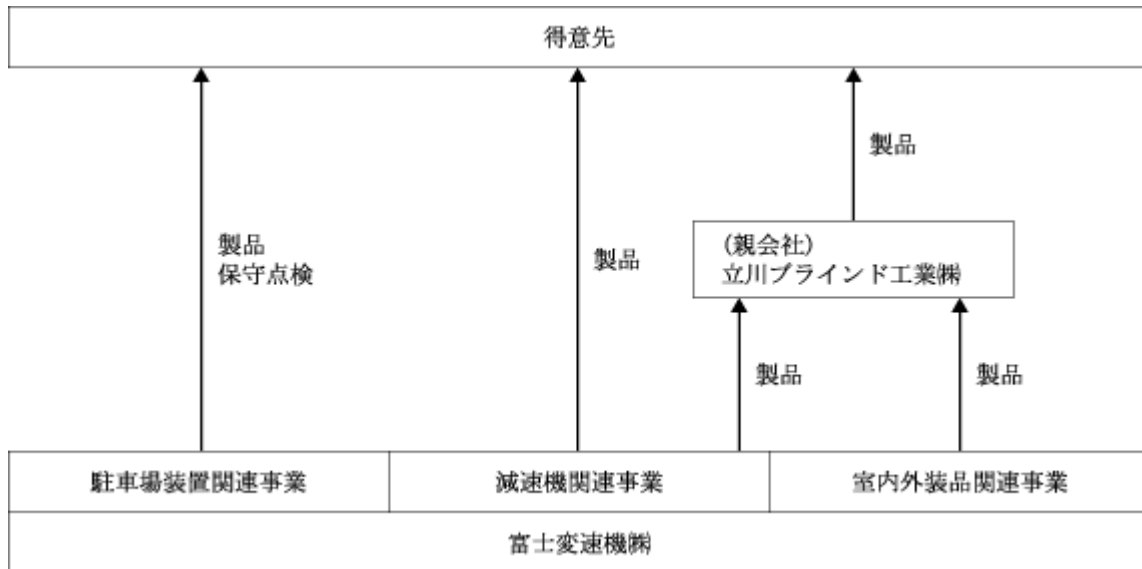 得意先
製品
(親会社)
立川ブラインド工業㈱
製品
保守点検
製品
製品
製品
駐車場装置関連事業
減速機関連事業
室内外装品関連事業
富士変速機㈱